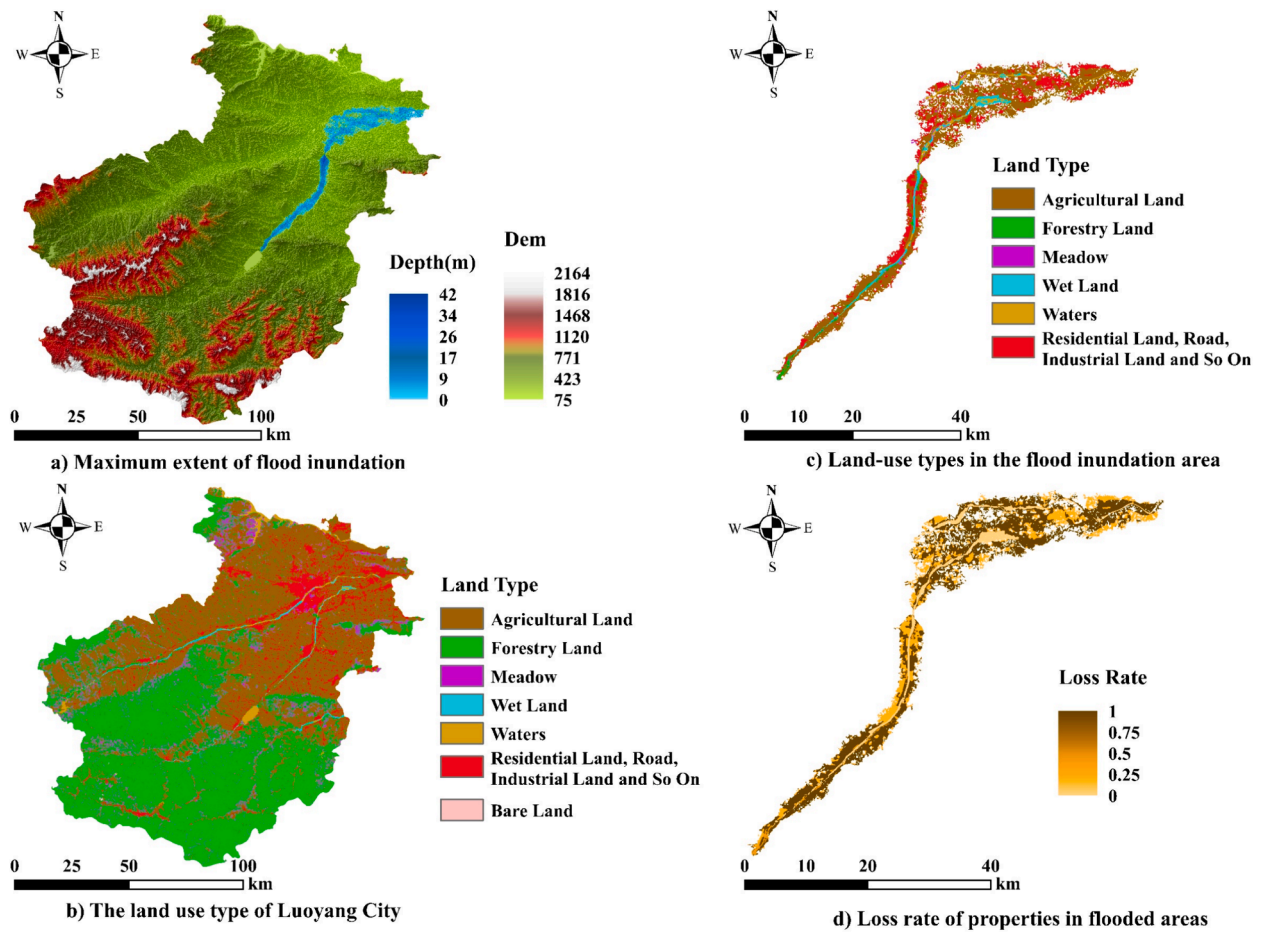 N
W E
S
Depth(m)
42
34
26
17
9
0
Dem
2164
1816
1468
1120
771
423
75
0 50 100
km
a) Maximum extent of flood inundation
N
W E
S
Land Type
Agricultural Land
Forestry Land
Meadow
Wet Land
Waters
Residential Land, Road,
Industrial Land and So On
0 10 20 40
km
c) Land-use types in the flood inundation area
N
W E
S
Land Type
Agricultural Land
Forestry Land
Meadow
Wet Land
Waters
Residential Land, Road,
Industrial Land and So On
Bare Land
0 25 50 100
km
b) The land use type of Luoyang City
N
W E
S
Loss Rate
1
0.75
0.5
0.25
0
0 10 20 40
km
d) Loss rate of properties in flooded areas